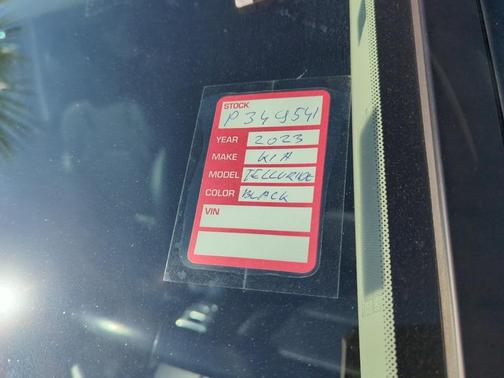 STOCK
P349541
YEAR 2023
MAKE KIA
MODEL TELLURIDE
COLOR BLACK
VIN